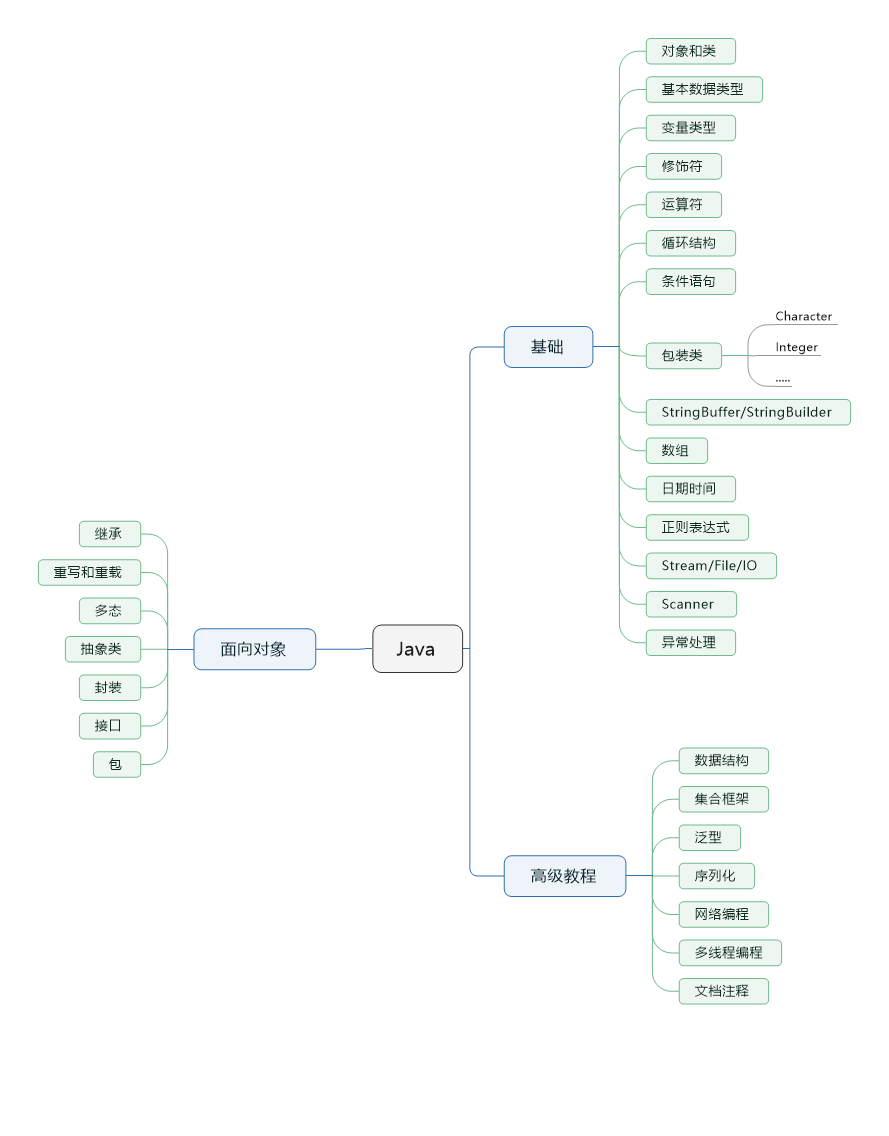 Java
基础
对象和类
基本数据类型
变量类型
修饰符
运算符
循环结构
条件语句
包装类
Character
Integer
.....
StringBuffer/StringBuilder
数组
日期时间
正则表达式
Stream/File/IO
Scanner
异常处理
高级教程
数据结构
集合框架
泛型
序列化
网络编程
多线程编程
文档注释
面向对象
继承
重写和重载
多态
抽象类
封装
接口
包